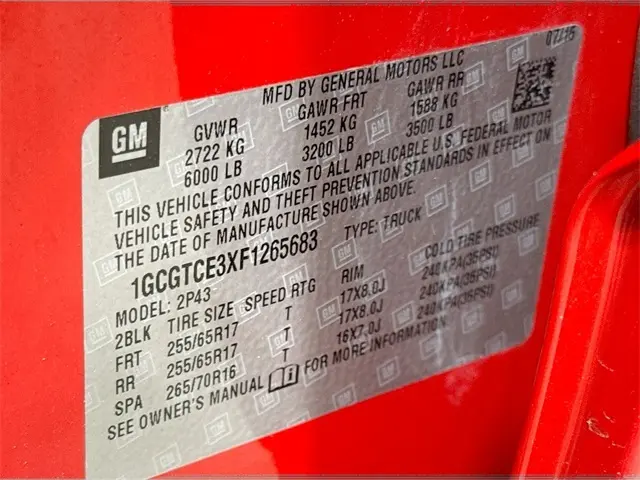 07/15
MFD BY GENERAL MOTORS LLC
GM
GVWR GAWR FRT GAWR RR
2722 KG 1452 KG 1588 KG
6000 LB 3200 LB 3500 LB
THIS VEHICLE CONFORMS TO ALL APPLICABLE U.S. FEDERAL MOTOR
VEHICLE SAFETY AND THEFT PREVENTION STANDARDS IN EFFECT ON
THE DATE OF MANUFACTURE SHOWN ABOVE.
1GCGTCE3XF1265683 TYPE: TRUCK
MODEL: 2P43
2BLK TIRE SIZE SPEED RTG RIM COLD TIRE PRESSURE
FRT 255/65R17 T 17X8.0J 240KPA(35PSI)
RR 255/65R17 T 17X8.0J 240KPA(35PSI)
SPA 265/70R16 T 16X7.0J 240KPA(35PSI)
SEE OWNER'S MANUAL FOR MORE INFORMATION.